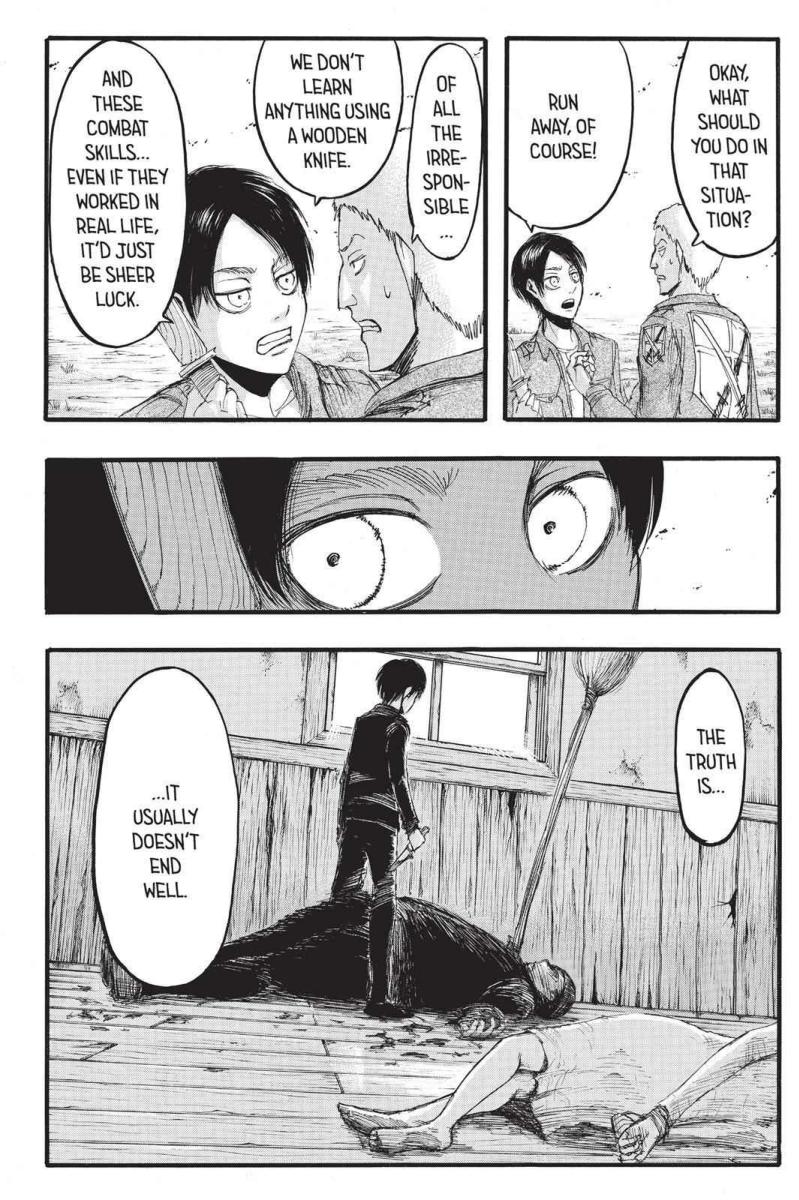 OKAY,
WHAT
SHOULD
YOU DO IN
THAT
SITUA-
TION?
RUN
AWAY, OF
COURSE!
OF
ALL
THE
IRRE-
SPON-
SIBLE
...
WE DON'T
LEARN
ANYTHING USING
A WOODEN
KNIFE.
AND
THESE
COMBAT
SKILLS...
EVEN IF THEY
WORKED IN
REAL LIFE,
IT'D JUST
BE SHEER
LUCK.
THE
TRUTH
IS...
...IT
USUALLY
DOESN'T
END
WELL.